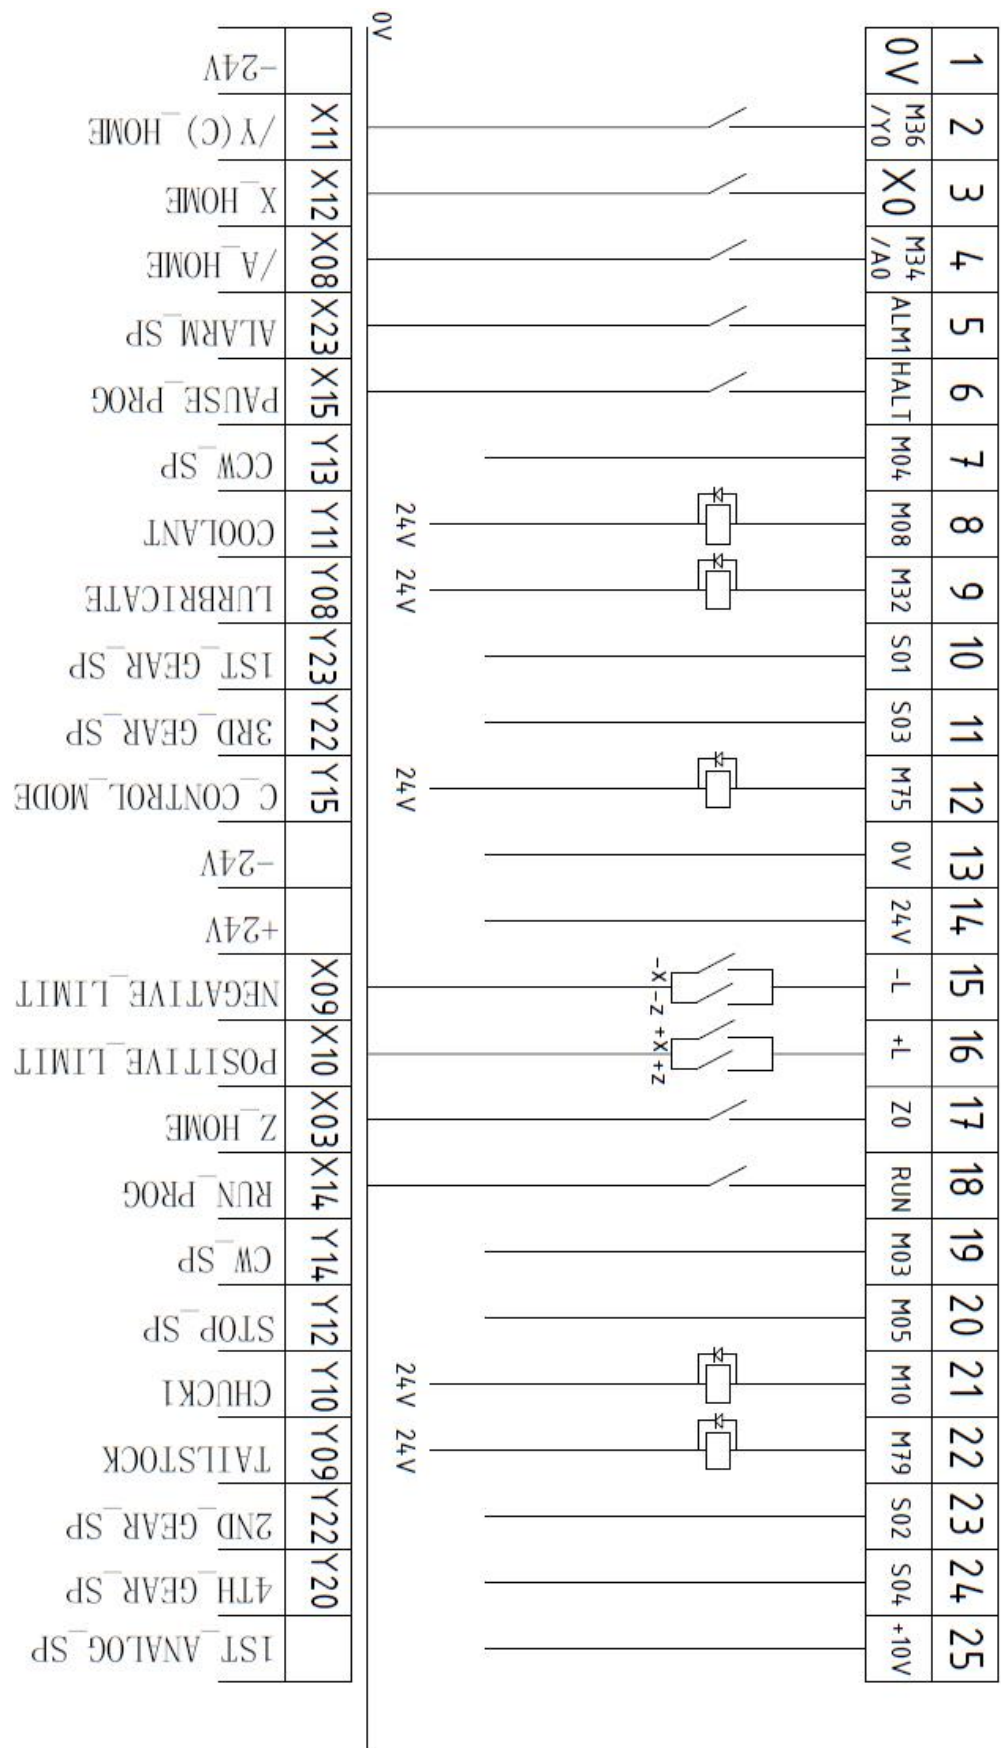 0V
-24V 0V 1
/Y(C)_HOME X11 M36 /Y0 2
X_HOME X12 X0 3
/A_HOME X08 M34 /A0 4
ALARM_SP X23 ALM1 5
PAUSE_PROG X15 HALT 6
CCW_SP Y13 M04 7
COOLANT Y11 24V M08 8
LURBRICATE Y08 24V M32 9
1ST_GEAR_SP Y23 S01 10
3RD_GEAR_SP Y22 S03 11
C_CONTROL_MODE Y15 24V M75 12
-24V 0V 13
+24V 24V 14
NEGATIVE_LIMIT X09 -X -Z -L 15
POSITIVE_LIMIT X10 +X +Z +L 16
Z_HOME X03 Z0 17
RUN_PROG X14 RUN 18
CW_SP Y14 M03 19
STOP_SP Y12 M05 20
CHUCK1 Y10 24V M10 21
TAILSTOCK Y09 24V M79 22
2ND_GEAR_SP Y22 S02 23
4TH_GEAR_SP Y20 S04 24
1ST_ANALOG_SP +10V 25